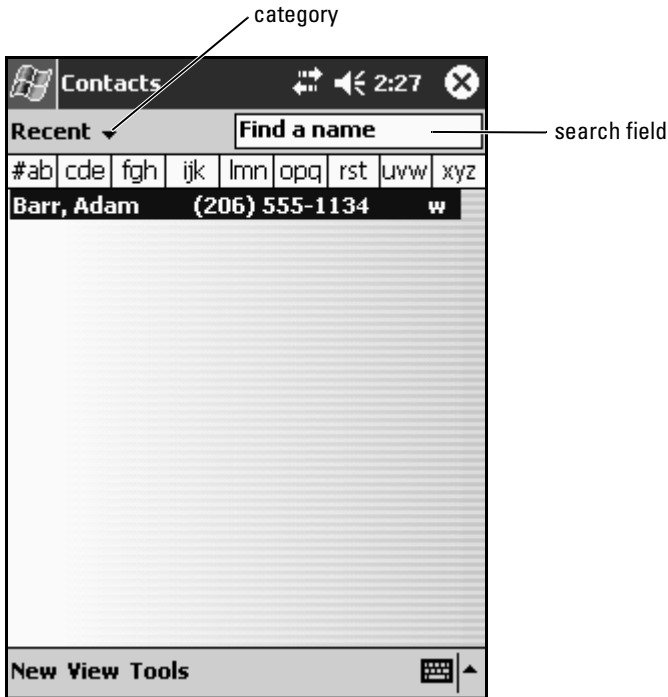 category
Contacts 2:27
Recent Find a name search field
#ab cde fgh ijk lmn opq rst uvw xyz
Barr, Adam (206) 555-1134 w
New View Tools